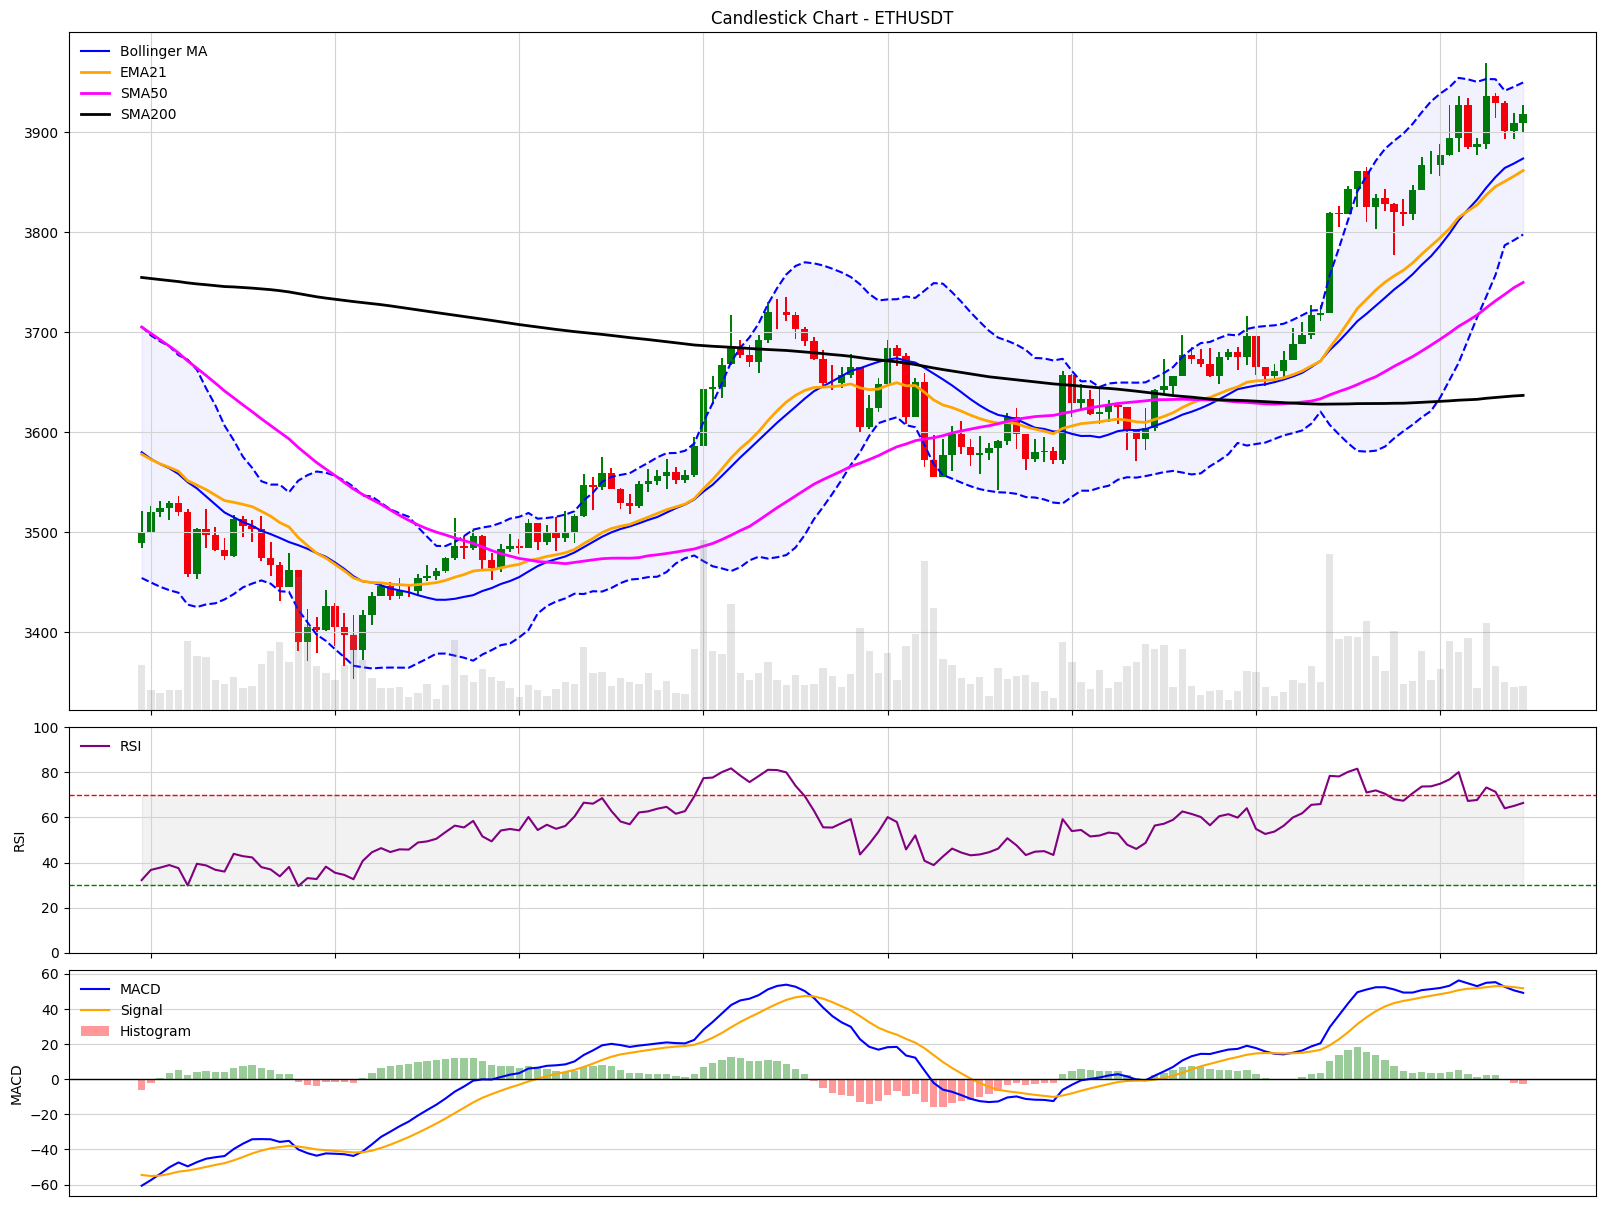 Candlestick Chart - ETHUSDT
Bollinger MA
EMA21
SMA50
SMA200
3900
3800
3700
3600
3500
3400
RSI
100
80
60
40
20
0
RSI
MACD
Signal
Histogram
60
40
20
0
−20
−40
−60
MACD